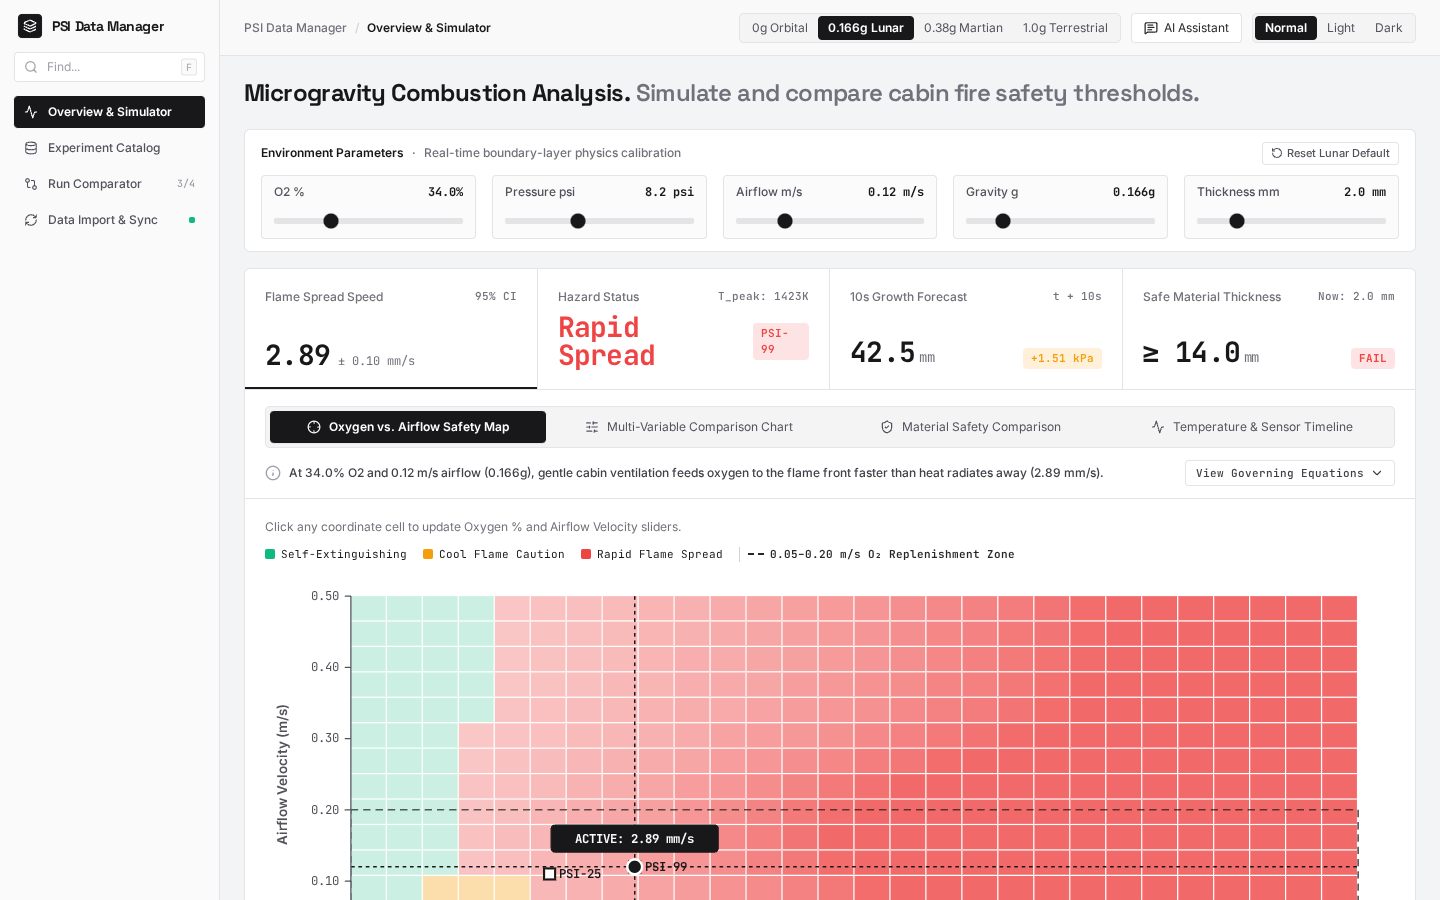 PSI Data Manager
Find...
F
Overview & Simulator
Experiment Catalog
Run Comparator 3/4
Data Import & Sync
PSI Data Manager / Overview & Simulator
0g Orbital 0.166g Lunar 0.38g Martian 1.0g Terrestrial
AI Assistant
Normal Light Dark
Microgravity Combustion Analysis. Simulate and compare cabin fire safety thresholds.
Environment Parameters · Real-time boundary-layer physics calibration
Reset Lunar Default
O2 % 34.0%
Pressure psi 8.2 psi
Airflow m/s 0.12 m/s
Gravity g 0.166g
Thickness mm 2.0 mm
Flame Spread Speed 95% CI
2.89 ± 0.10 mm/s
Hazard Status T_peak: 1423K
Rapid
Spread
PSI-
99
10s Growth Forecast t + 10s
42.5 mm +1.51 kPa
Safe Material Thickness Now: 2.0 mm
≥ 14.0 mm FAIL
Oxygen vs. Airflow Safety Map
Multi-Variable Comparison Chart
Material Safety Comparison
Temperature & Sensor Timeline
At 34.0% O2 and 0.12 m/s airflow (0.166g), gentle cabin ventilation feeds oxygen to the flame front faster than heat radiates away (2.89 mm/s).
View Governing Equations
Click any coordinate cell to update Oxygen % and Airflow Velocity sliders.
Self-Extinguishing Cool Flame Caution Rapid Flame Spread 0.05–0.20 m/s O₂ Replenishment Zone
Airflow Velocity (m/s)
0.50
0.40
0.30
0.20
0.10
ACTIVE: 2.89 mm/s
PSI-99
PSI-25